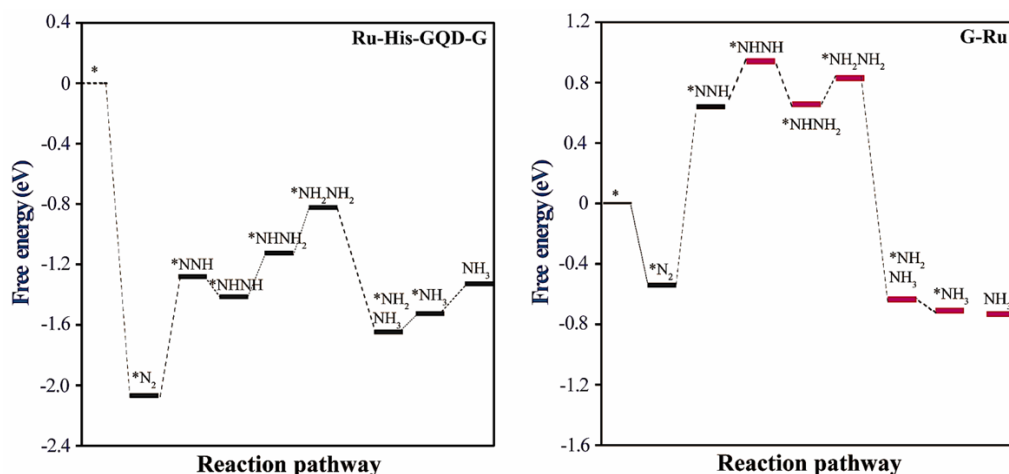 Ru-His-GQD-G
Free energy (eV)
0.4
0
-0.4
-0.8
-1.2
-1.6
-2.0
-2.4
*
*N₂
*NNH
*NHNH
*NHNH₂
*NH₂NH₂
*NH₂
NH₃
*NH₃
NH₃
Reaction pathway
G-Ru
Free energy (eV)
1.2
0.8
0.4
0
-0.4
-0.8
-1.2
-1.6
*
*N₂
*NNH
*NHNH
*NHNH₂
*NH₂NH₂
*NH₂
NH₃
*NH₃
NH₃
Reaction pathway